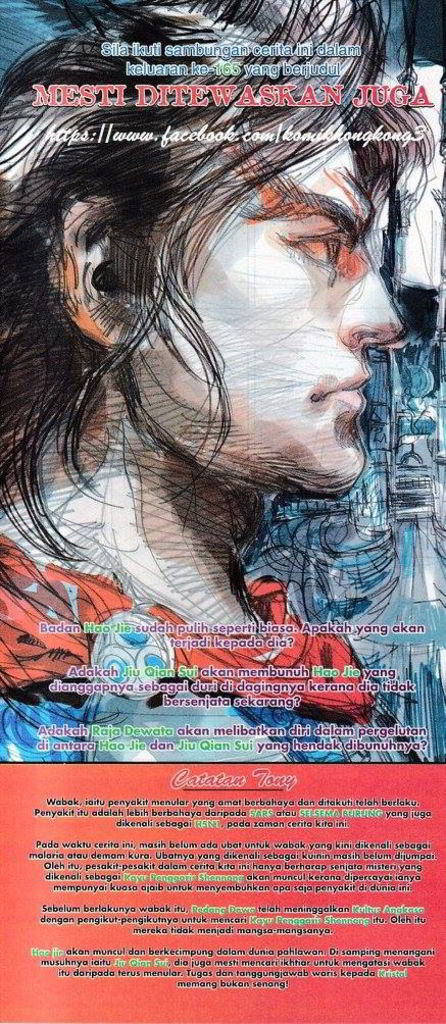 Sila ikuti sambungan cerita ini dalam
keluaran ke-165 yang berjudul
MESTI DITEWASKAN JUGA
https://www.facebook.com/komikhongkong3
Badan Hao Jie sudah pulih seperti biasa. Apakah yang akan
terjadi kepada dia?
Adakah Jiu Qian Sui akan membunuh Hao Jie yang
dianggapnya sebagai duri di dagingnya kerana dia tidak
bersenjata sekarang?
Adakah Raja Dewata akan melibatkan diri dalam pergelutan
di antara Hao Jie dan Jiu Qian Sui yang hendak dibunuhnya?
Catatan Tony
Wabak, iaitu penyakit menular yang amat berbahaya dan ditakuti telah berlaku.
Penyakit itu adalah lebih berbahaya daripada SARS atau SELSEMA BURUNG yang juga
dikenali sebagai H5N1, pada zaman cerita kita ini.
Pada waktu cerita ini, masih belum ada ubat untuk wabak yang kini dikenali sebagai
malaria atau demam kura. Ubatnya yang dikenali sebagai kunin masih belum dijumpai.
Oleh itu, pesakit-pesakit dalam cerita kita ini hanya berharap senjata misteri yang
dikenali sebagai Kayu Penggaris Shennong akan muncul kerana dipercaya ianya
mempunyai kuasa ajaib untuk menyembuhkan apa saja penyakit di dunia ini.
Sebelum berlakunya wabak itu, Pedang Dewa telah meninggalkan Kultus Angkasa
dengan pengikut-pengikutnya untuk mencari Kayu Penggaris Shennong itu. Oleh itu
mereka tidak menjadi mangsa-mangsanya.
Hao Jie akan muncul dan berkecimpung dalam dunia pahlawan. Di samping menangani
musuhnya iaitu Jiu Qian Sui, dia juga mesti mencari ikhtiar untuk mengatasi wabak
itu daripada terus menular. Tugas dan tanggungjawab waris kepada Kristal
memang bukan senang!